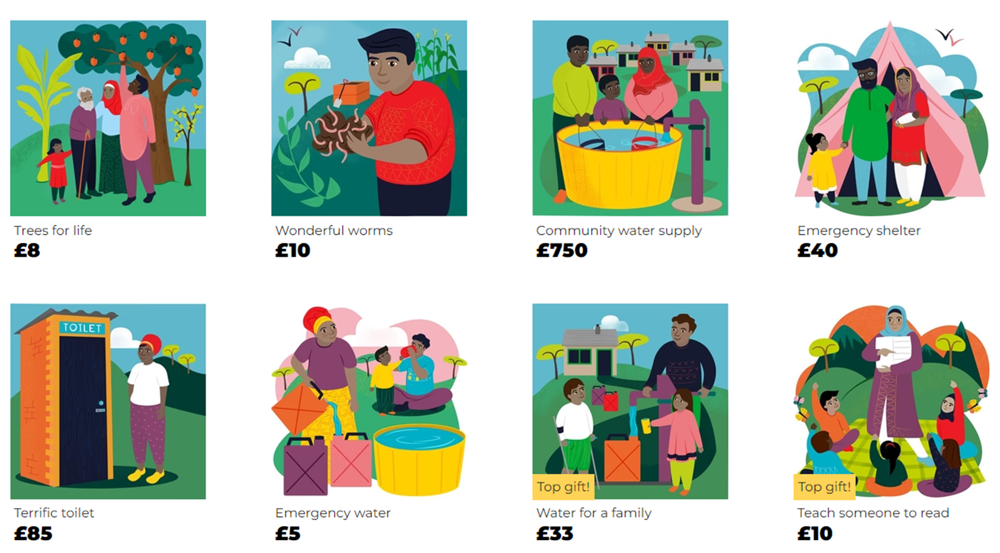 Trees for life
£8
Wonderful worms
£10
Community water supply
£750
Emergency shelter
£40
TOILET
Terrific toilet
£85
Emergency water
£5
Top gift!
Water for a family
£33
Top gift!
Teach someone to read
£10